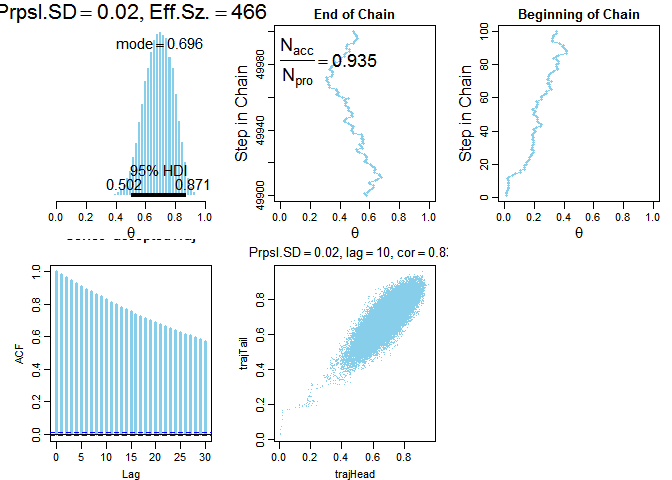 Prpsl.SD = 0.02, Eff.Sz. = 466
mode = 0.696
95% HDI
0.502 0.871
0.0 0.2 0.4 0.6 0.8 1.0
θ
End of Chain
Nacc
Npro
= 0.935
Step in Chain
49900 49940 49980
0.0 0.2 0.4 0.6 0.8 1.0
θ
Beginning of Chain
Step in Chain
0 20 40 60 80 100
0.0 0.2 0.4 0.6 0.8 1.0
θ
ACF
0.0 0.2 0.4 0.6 0.8 1.0
0 5 10 15 20 25 30
Lag
Prpsl.SD = 0.02, lag = 10, cor = 0.8
trajTail
0.0 0.2 0.4 0.6 0.8
0.0 0.2 0.4 0.6 0.8
trajHead